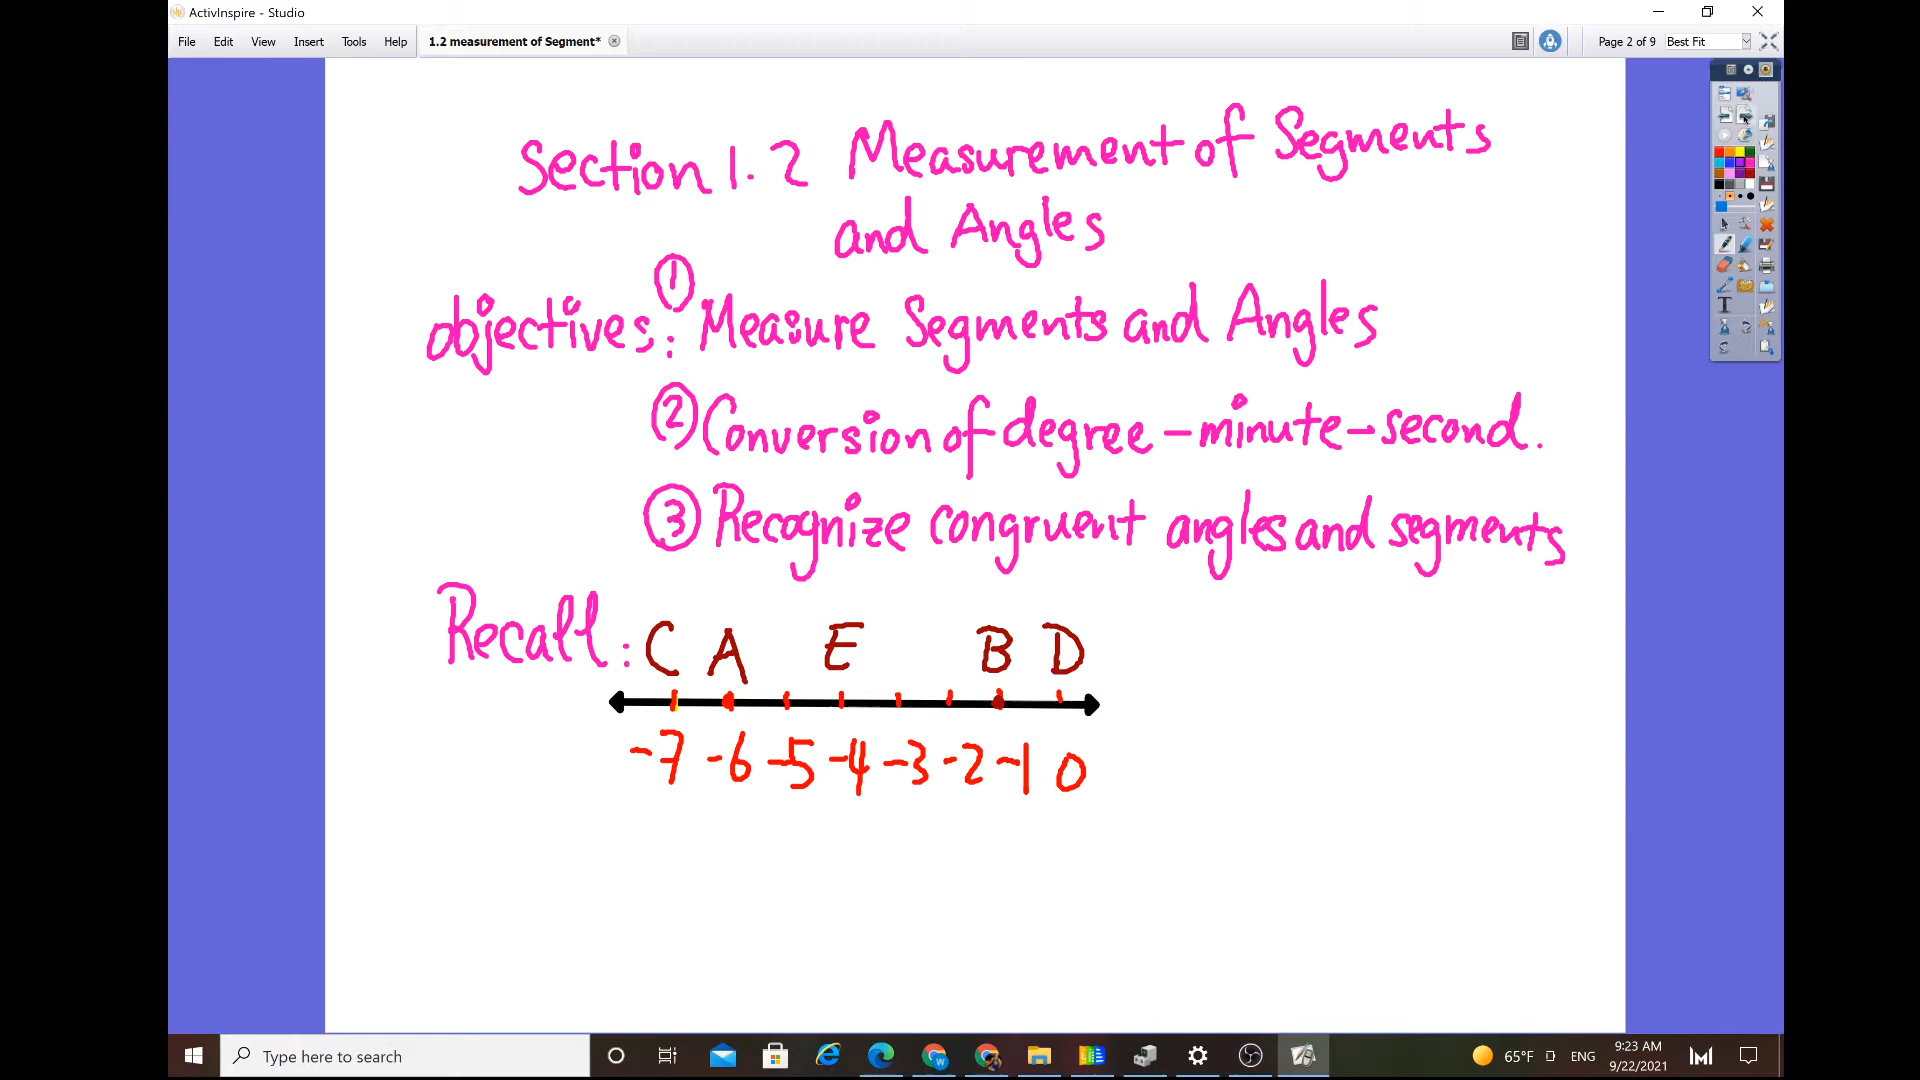 ActivInspire - Studio
File Edit View Insert Tools Help 1.2 measurement of Segment* Page 2 of 9 Best Fit
Section 1.2 Measurement of Segments
and Angles
objectives: ① Measure Segments and Angles
② Conversion of degree-minute-second.
③ Recognize congruent angles and segments
Recall: C A E B D
-7 -6 -5 -4 -3 -2 -1 0
Type here to search 65°F ENG 9:23 AM
9/22/2021